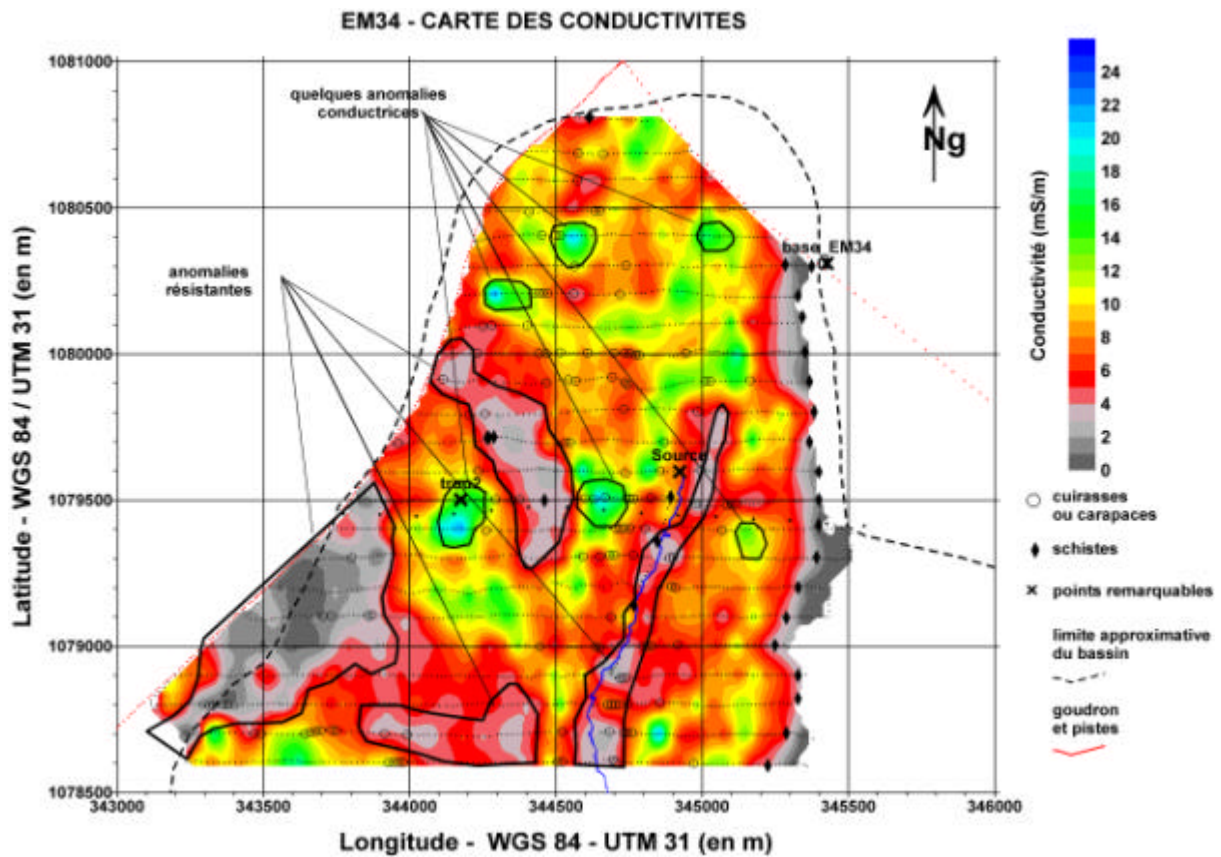 EM34 - CARTE DES CONDUCTIVITES
1081000
1080500
1080000
1079500
1079000
1078500
343000
343500
344000
344500
345000
345500
346000
Latitude - WGS 84 / UTM 31 (en m)
Longitude - WGS 84 - UTM 31 (en m)
quelques anomalies
conductrices
anomalies
résistantes
Ng
base_EM34
Source
tran2
24
22
20
18
16
14
12
10
8
6
4
2
0
Conductivité (mS/m)
cuirasses
ou carapaces
schistes
points remarquables
limite approximative
du bassin
goudron
et pistes